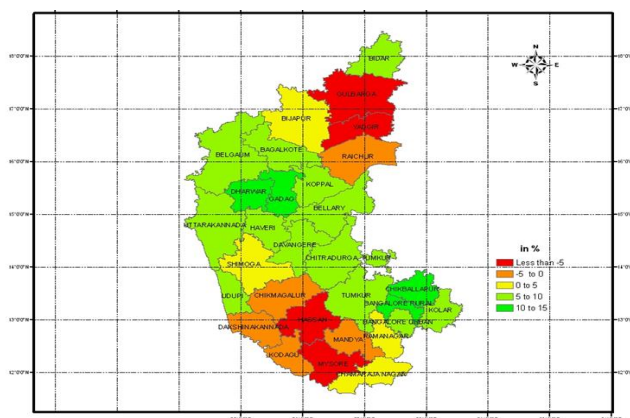 N
W E
S
BIDAR
GULBARGA
BIJAPUR
YADGIR
RAICHUR
BAGALKOTE
BELGAUM
KOPPAL
DHARWAR
GADAG
BELLARY
UTTARAKANNADA
HAVERI
DAVANGERE
CHITRADURGA
TUMKUR
SHIMOGA
in %
Less than -5
-5 to 0
0 to 5
5 to 10
10 to 15
CHIKBALLAPUR
UDUPI
CHIKMAGALUR
TUMKUR
BANGALORE RURAL
KOLAR
HASSAN
BANGALORE URBAN
DAKSHINAKANNADA
MANDYA
RAMANAGAR
KODAGU
MYSORE
CHAMARAJANAGAR